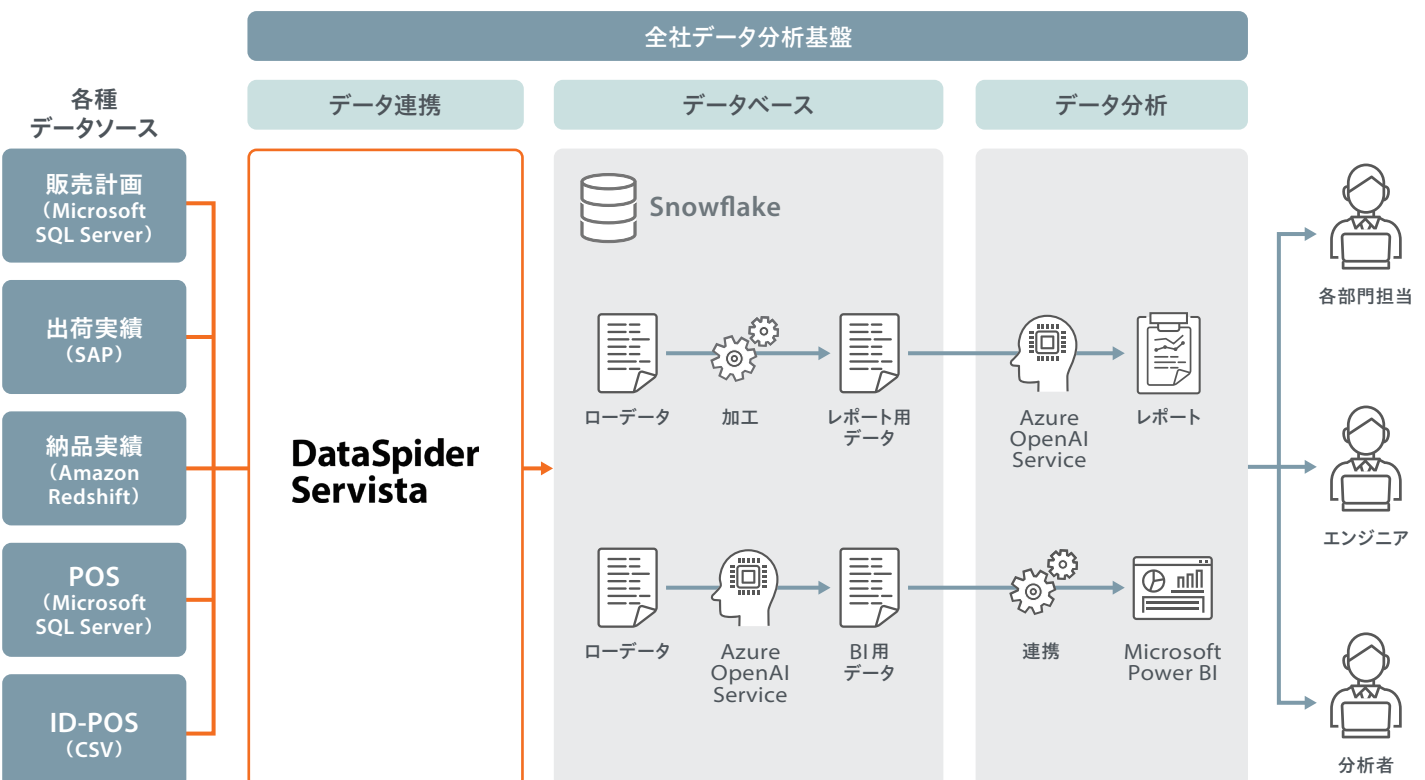 全社データ分析基盤
各種
データソース
データ連携
データベース
データ分析
販売計画
（Microsoft
SQL Server）
出荷実績
（SAP）
納品実績
（Amazon
Redshift）
POS
（Microsoft
SQL Server）
ID-POS
（CSV）
DataSpider
Servista
Snowflake
ローデータ
加工
レポート用
データ
Azure
OpenAI
Service
レポート
ローデータ
Azure
OpenAI
Service
BI用
データ
連携
Microsoft
Power BI
各部門担当
エンジニア
分析者